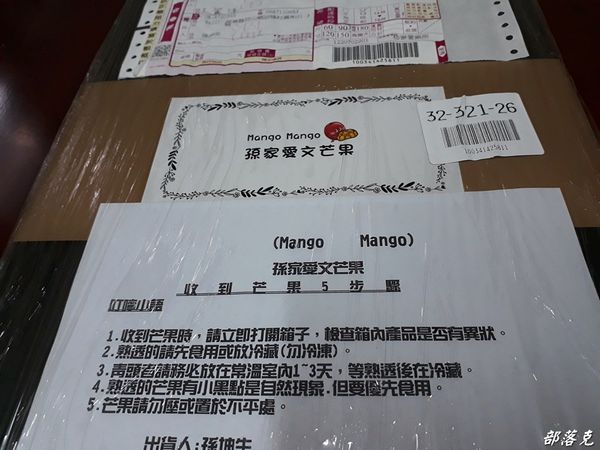 60 90 180
120 150
100341425811
32-321-26
100341425811
Mango Mango
孫家愛文芒果
(Mango Mango)
孫家愛文芒果
收到芒果5步驟
叮嚀小語
1.收到芒果時，請立即打開箱子，檢查箱內產品是否有異狀。
2.熟透的請先食用或放冷藏(勿冷凍)。
3.青頭者請務必放在常溫室內1~3天，等熟透後在冷藏。
4.熟透的芒果有小黑點是自然現象.但要優先食用。
5.芒果請勿壓或置於不平處。
出貨人:孫坤生
部落克